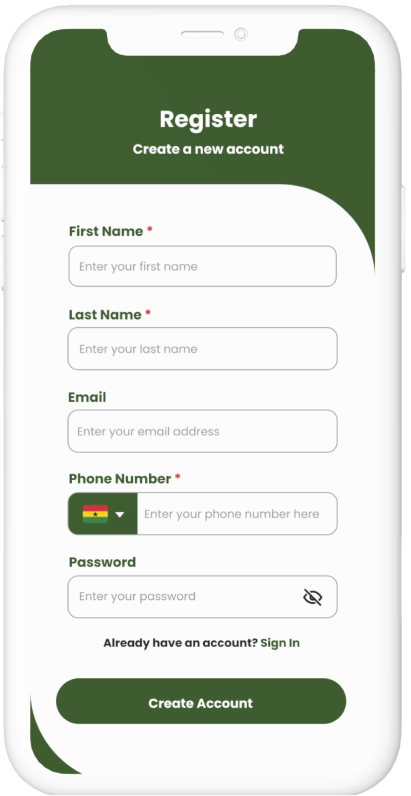 Register
Create a new account
First Name *
Enter your first name
Last Name *
Enter your last name
Email
Enter your email address
Phone Number *
Enter your phone number here
Password
Enter your password
Already have an account? Sign In
Create Account